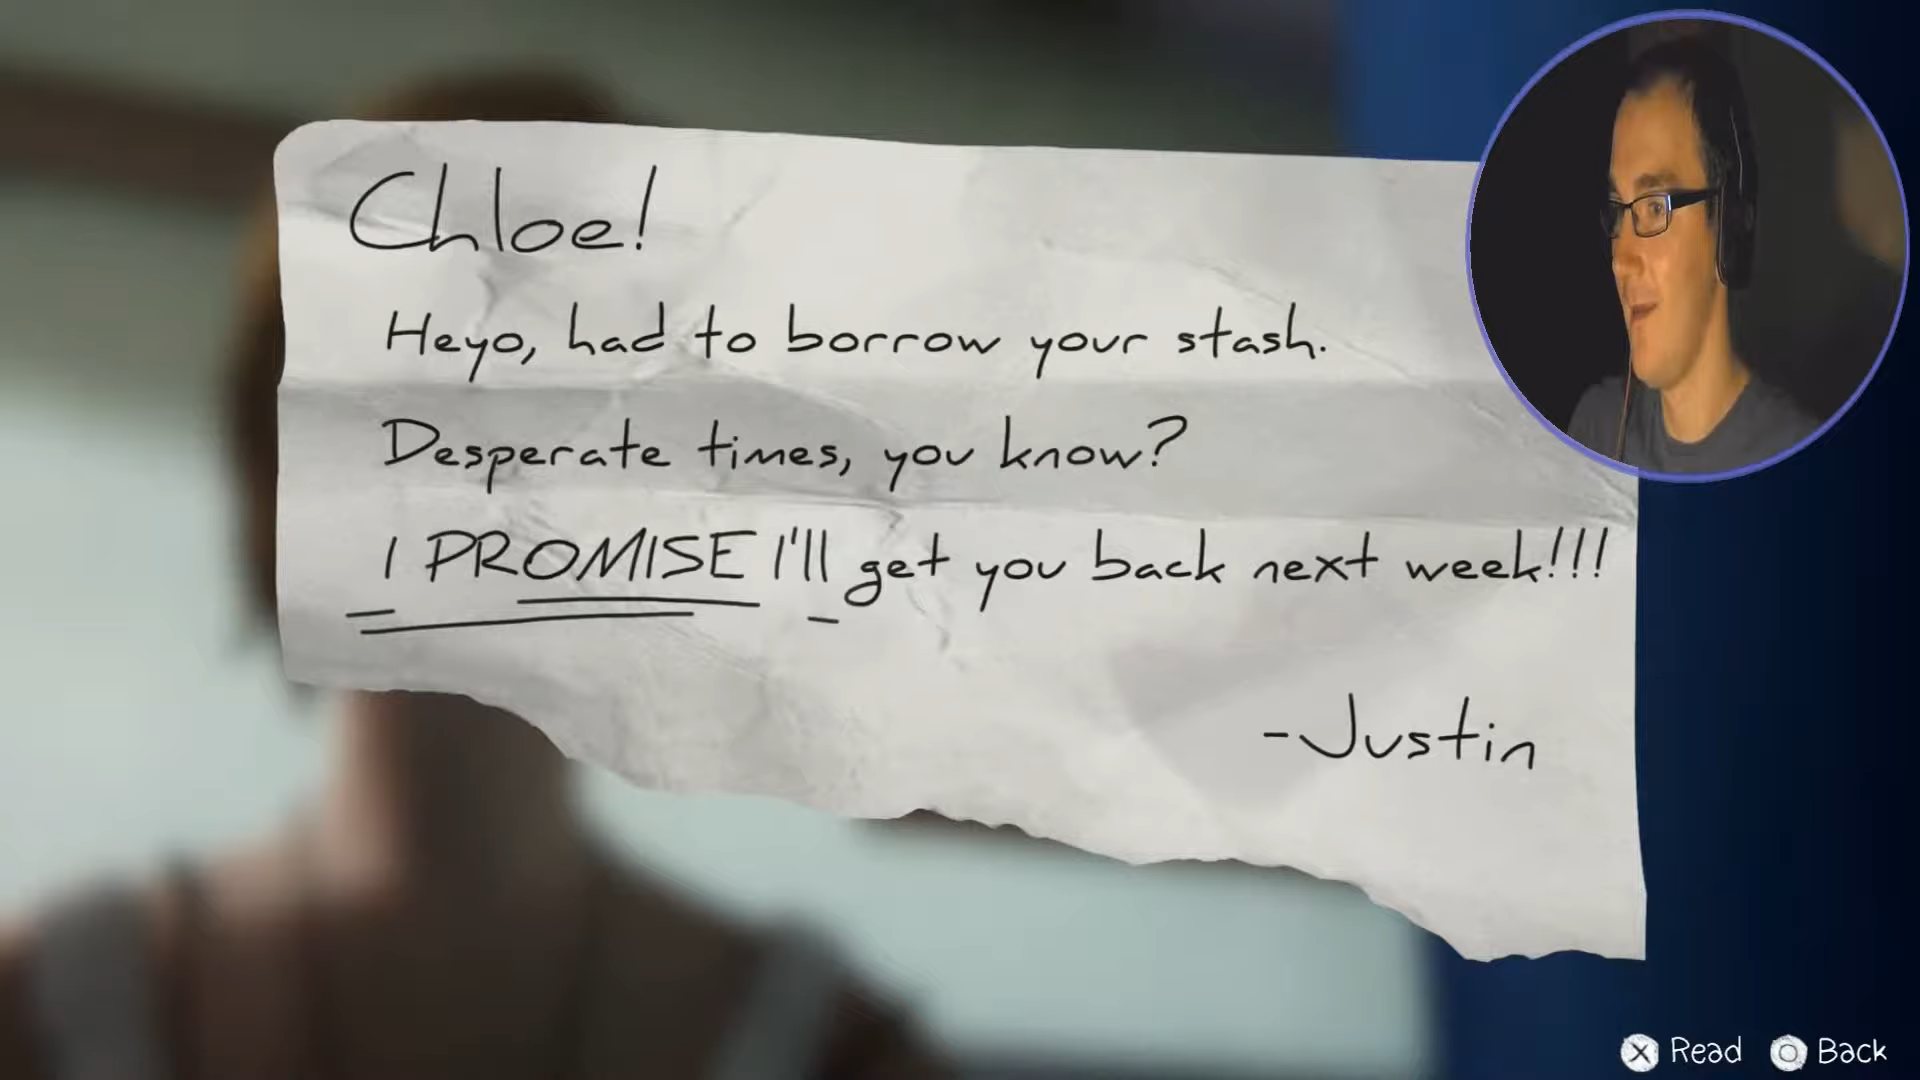 Chloe!
Heyo, had to borrow your stash.
Desperate times, you know?
I PROMISE I'll get you back next week!!!
-Justin
X Read O Back